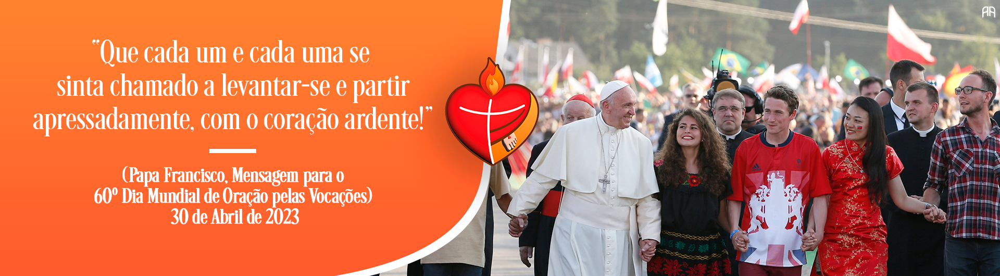 “Que cada um e cada uma se
sinta chamado a levantar-se e partir
apressadamente, com o coração ardente!”
(Papa Francisco, Mensagem para o
60º Dia Mundial de Oração pelas Vocações)
30 de Abril de 2023